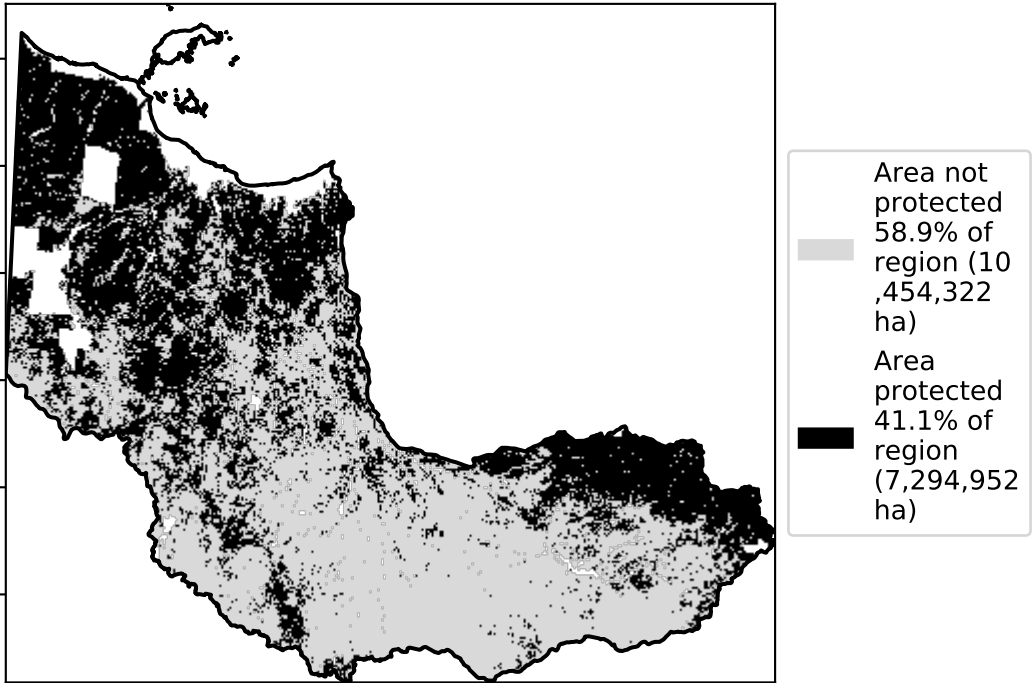 Area not
protected
58.9% of
region (10
,454,322
ha)
Area
protected
41.1% of
region
(7,294,952
ha)